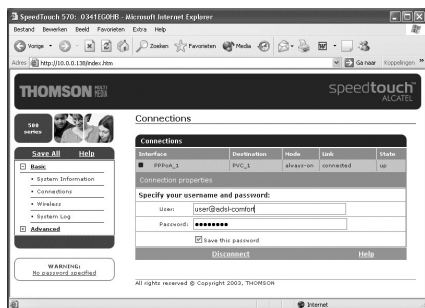 SpeedTouch 570: 0341EG0HB - Microsoft Internet Explorer
Bestand Bewerken Beeld Favorieten Extra Help
Vorige Zoeken Favorieten Media
Adres http://10.0.0.138/index.htm Ga naar Koppelingen »
THOMSON MULTI MEDIA speedtouch™
ALCATEL
500 series
Connections
Save All Help
Basic
System Information
Connections
Wireless
System Log
Advanced
WARNING:
No password specified
Connections
Interface Destination Mode Link State
PPPoA_1 PVC_1 always-on connected up
Connection properties
Specify your username and password:
User: user@adsl-comfort
Password: ••••••••
Save this password
Disconnect Help
All rights reserved © Copyright 2003, THOMSON
Internet